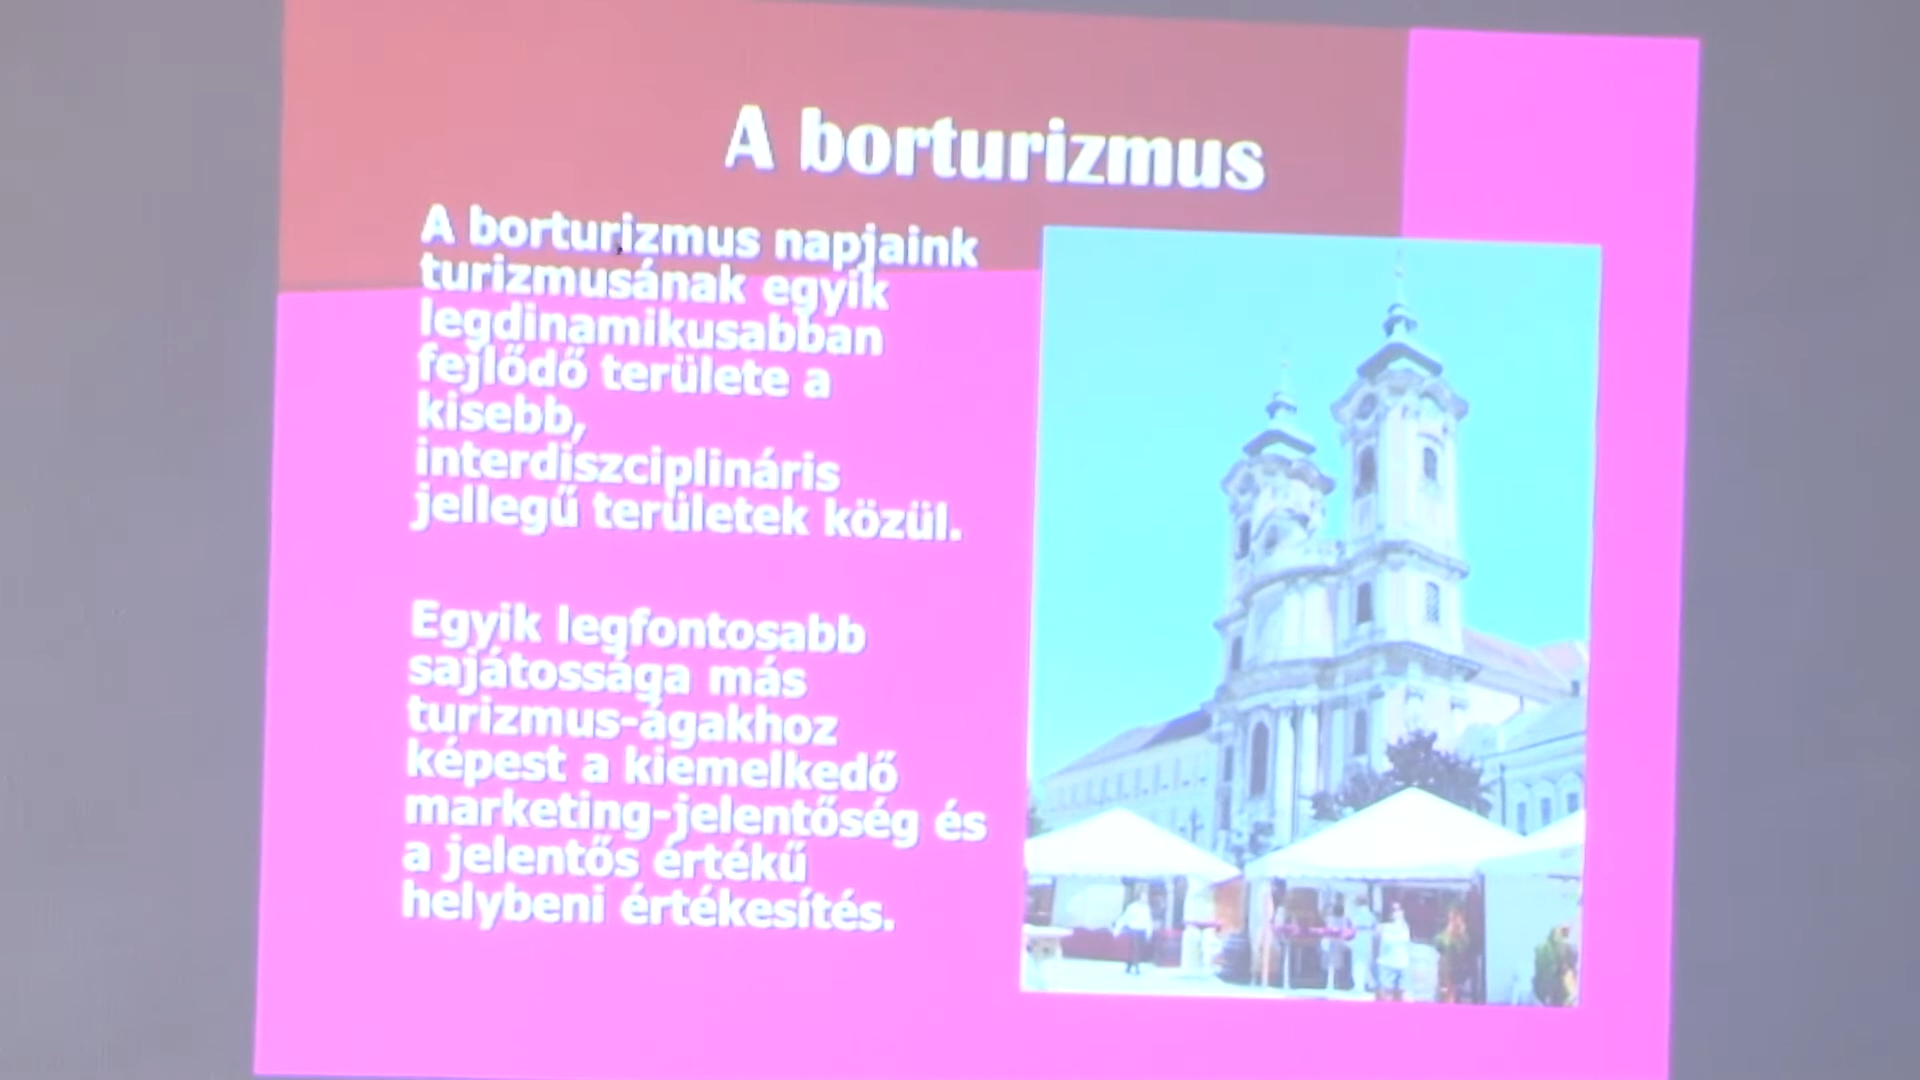 A borturizmus
A borturizmus napjaink
turizmusának egyik
legdinamikusabban
fejlődő területe a
kisebb,
interdiszciplináris
jellegű területek közül.
Egyik legfontosabb
sajátossága más
turizmus-ágakhoz
képest a kiemelkedő
marketing-jelentőség és
a jelentős értékű
helybeni értékesítés.